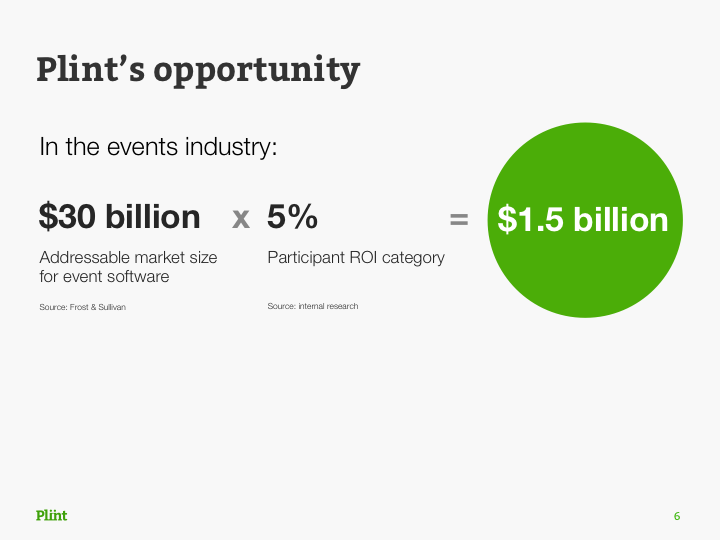 Plint’s opportunity
In the events industry:
$30 billion x 5% = $1.5 billion
Addressable market size
for event software
Participant ROI category
Source: Frost & Sullivan
Source: internal research
Plint
6